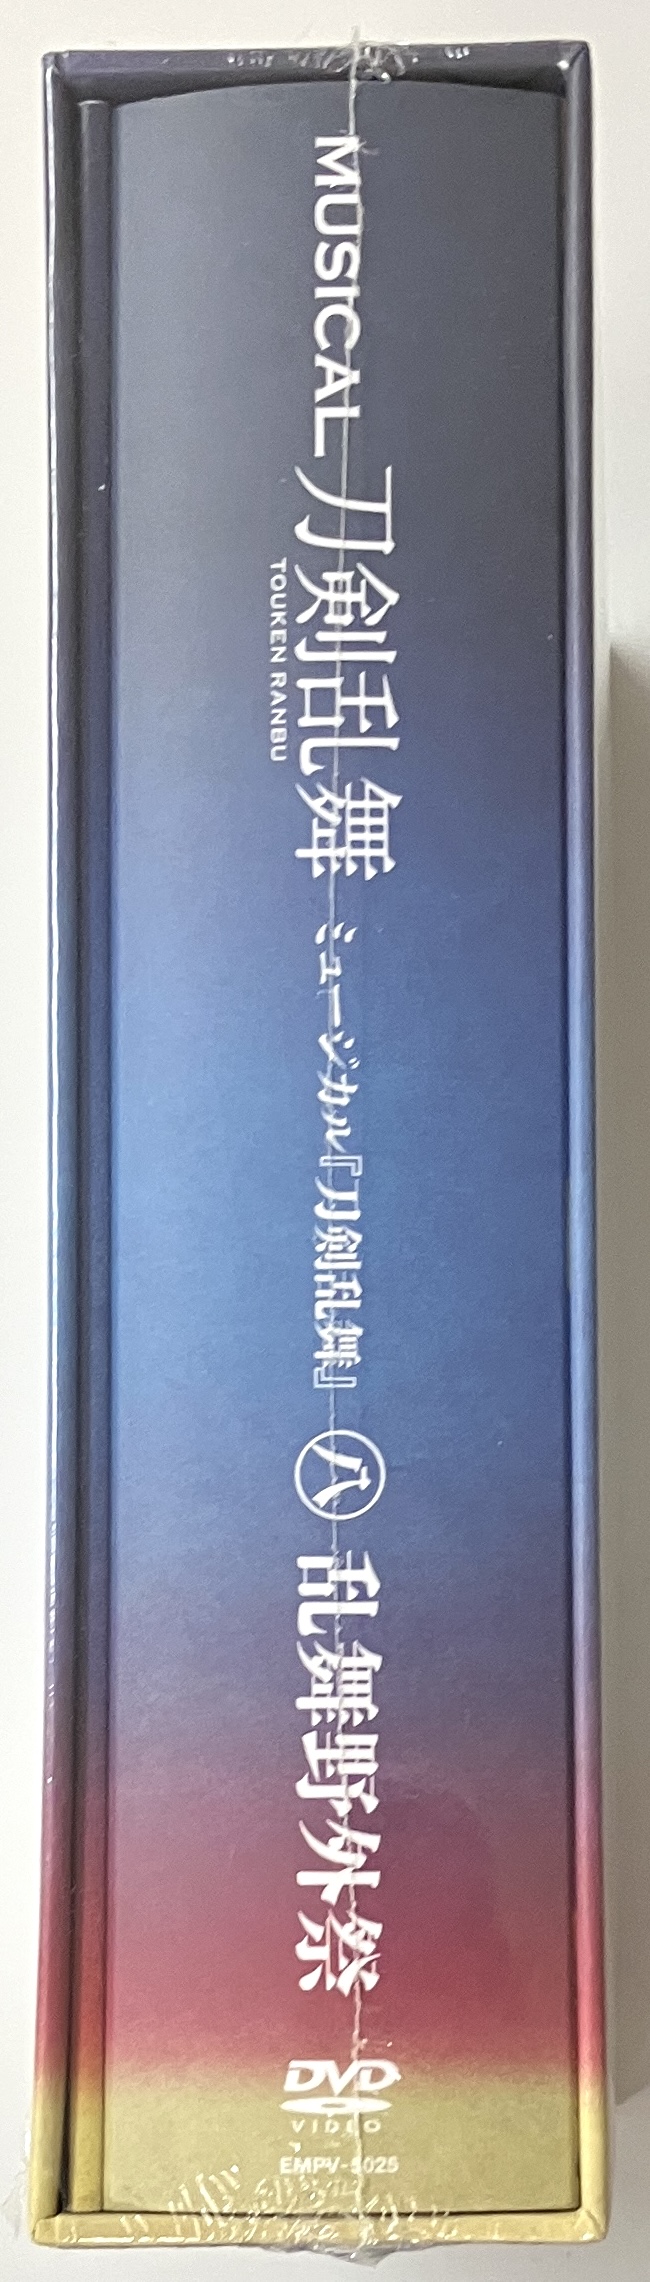 MUSICAL 刀剣乱舞
TOUKEN RANBU
ミュージカル『刀剣乱舞』
八 乱舞野外祭
DVD
VIDEO
EMPV-5025